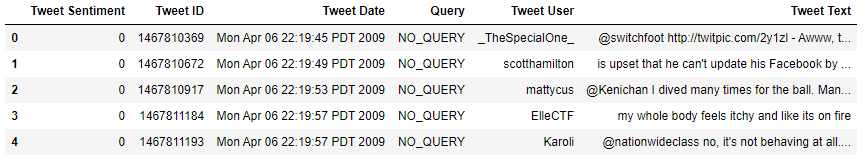 Tweet Sentiment Tweet ID Tweet Date Query Tweet User Tweet Text
0 0 1467810369 Mon Apr 06 22:19:45 PDT 2009 NO_QUERY _TheSpecialOne_ @switchfoot http://twitpic.com/2y1zl - Awww, t...
1 0 1467810672 Mon Apr 06 22:19:49 PDT 2009 NO_QUERY scotthamilton is upset that he can't update his Facebook by ...
2 0 1467810917 Mon Apr 06 22:19:53 PDT 2009 NO_QUERY mattycus @Kenichan I dived many times for the ball. Man...
3 0 1467811184 Mon Apr 06 22:19:57 PDT 2009 NO_QUERY ElleCTF my whole body feels itchy and like its on fire
4 0 1467811193 Mon Apr 06 22:19:57 PDT 2009 NO_QUERY Karoli @nationwideclass no, it's not behaving at all....